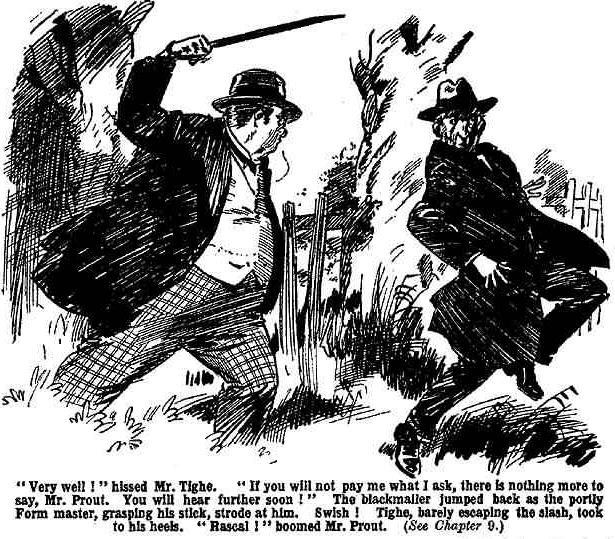 "Very well!" hissed Mr. Tighe. "If you will not pay me what I ask, there is nothing more to
say, Mr. Prout. You will hear further soon!" The blackmailer jumped back as the portly
Form master, grasping his stick, strode at him. Swish! Tighe, barely escaping the slash, took
to his heels. "Rascal!" boomed Mr. Prout. (See Chapter 9.)